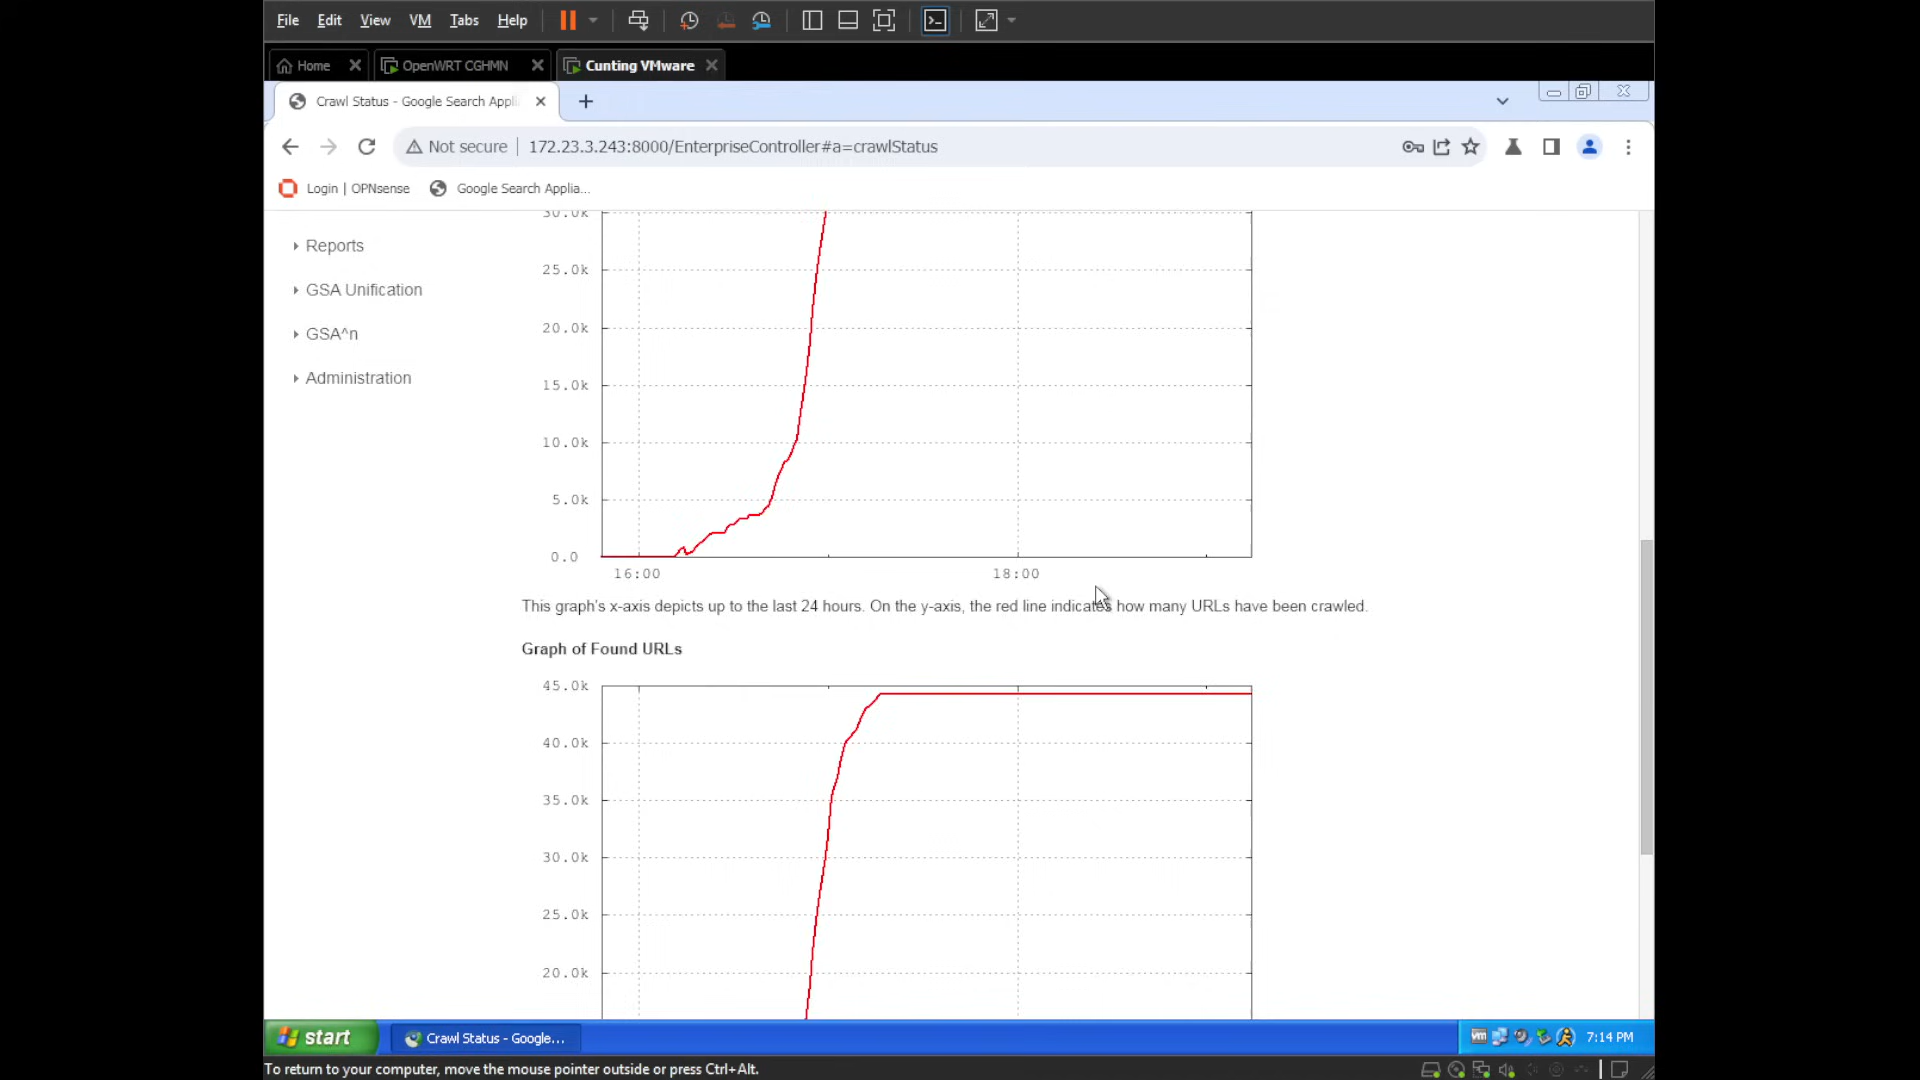 File Edit View VM Tabs Help
Home OpenWRT CGHMN Cunting VMware
Crawl Status - Google Search Appli
Not secure 172.23.3.243:8000/EnterpriseController#a=crawlStatus
Login | OPNsense Google Search Applia...
Reports
GSA Unification
GSA^n
Administration
30.0k
25.0k
20.0k
15.0k
10.0k
5.0k
0.0
16:00 18:00
This graph's x-axis depicts up to the last 24 hours. On the y-axis, the red line indicates how many URLs have been crawled.
Graph of Found URLs
45.0k
40.0k
35.0k
30.0k
25.0k
20.0k
start Crawl Status - Google... vm 7:14 PM
To return to your computer, move the mouse pointer outside or press Ctrl+Alt.